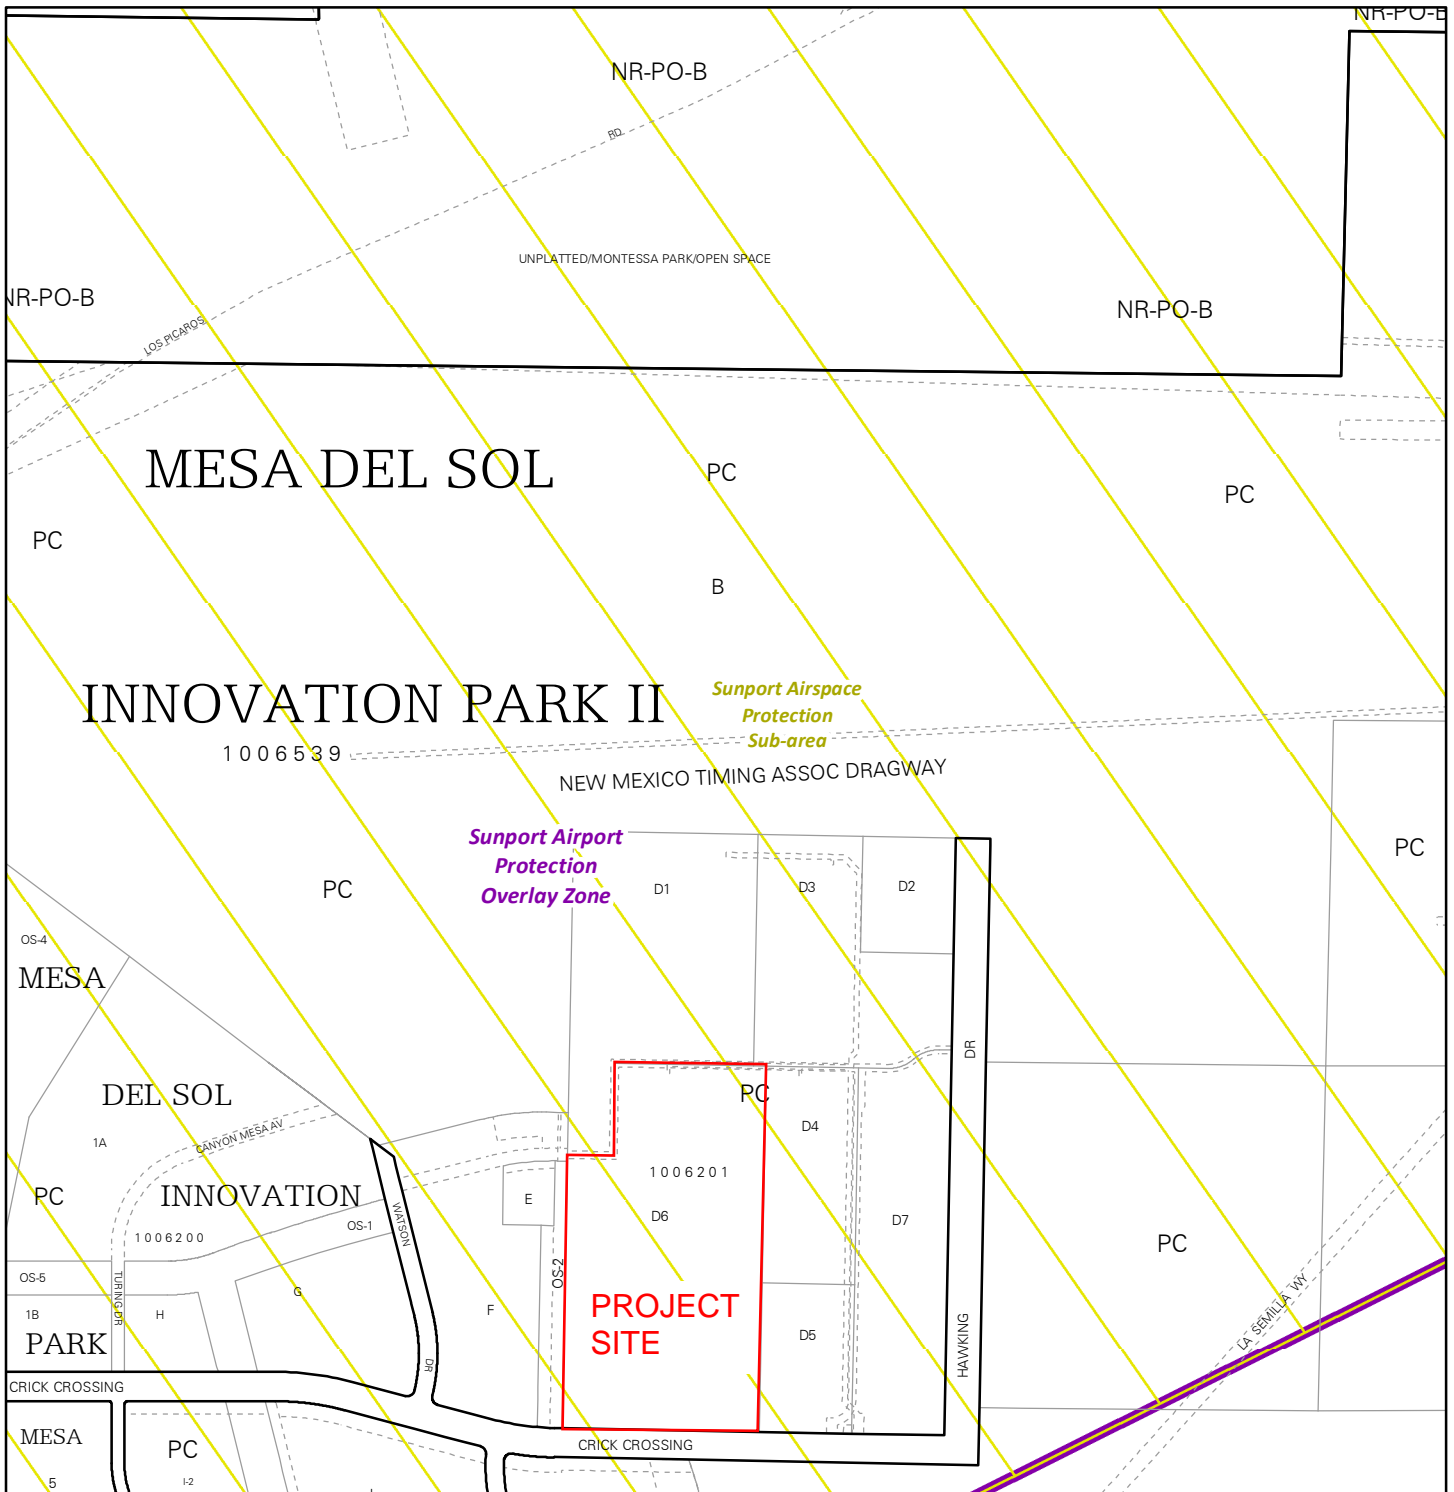 NR-PO-B
NR-PO-B
RD
UNPLATTED/MONTESSA PARK/OPEN SPACE
NR-PO-B
NR-PO-B
LOS PICAROS
MESA DEL SOL
PC
PC
PC
B
INNOVATION PARK II
1006539
Sunport Airspace
Protection
Sub-area
NEW MEXICO TIMING ASSOC DRAGWAY
Sunport Airport
Protection
Overlay Zone
PC
PC
D1
D3
D2
OS-4
MESA
DR
DEL SOL
PC
1A
CANYON MESA AV
D4
1006201
PC
INNOVATION
E
D6
D7
OS-1
WATSON
1006200
PC
OS-5
OS-2
TURING DR
G
1B
H
F
PROJECT
SITE
D5
HAWKING
LA SEMILLA WY
PARK
DR
CRICK CROSSING
MESA
PC
CRICK CROSSING
5
I-2